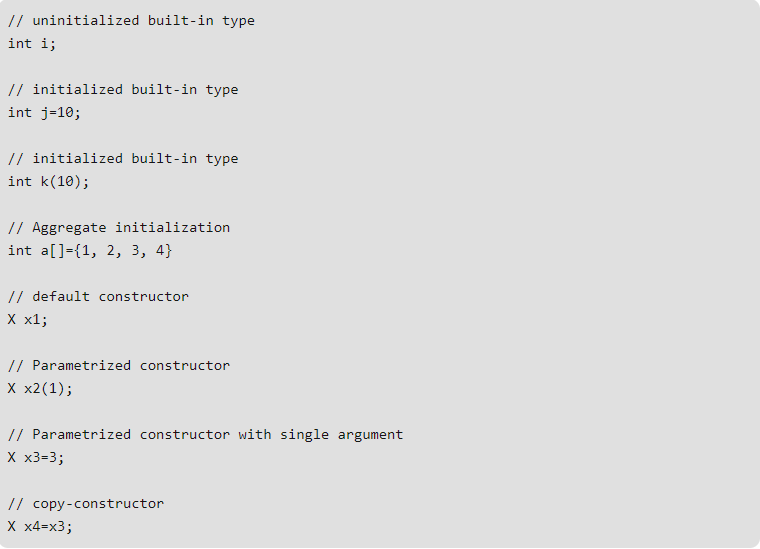 // uninitialized built-in type
int i;
// initialized built-in type
int j=10;
// initialized built-in type
int k(10);
// Aggregate initialization
int a[]={1, 2, 3, 4}
// default constructor
X x1;
// Parametrized constructor
X x2(1);
// Parametrized constructor with single argument
X x3=3;
// copy-constructor
X x4=x3;